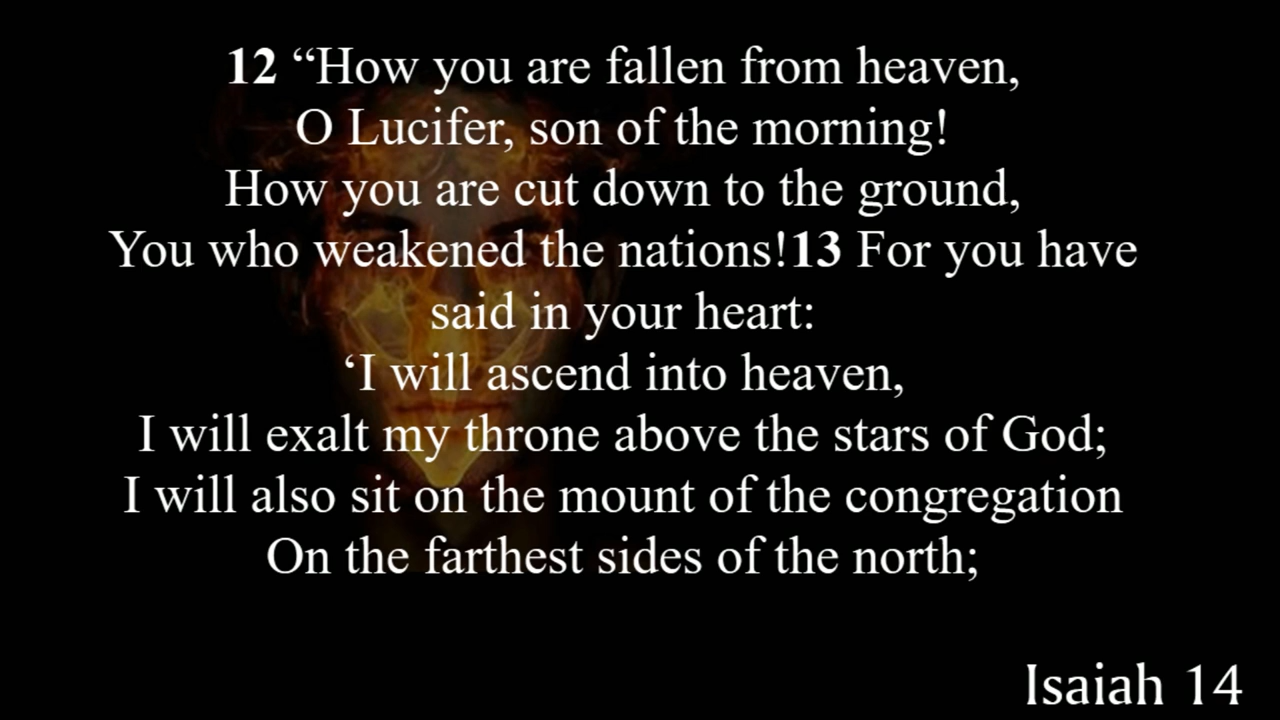 12 “How you are fallen from heaven,
O Lucifer, son of the morning!
How you are cut down to the ground,
You who weakened the nations!13 For you have
said in your heart:
‘I will ascend into heaven,
I will exalt my throne above the stars of God;
I will also sit on the mount of the congregation
On the farthest sides of the north;
Isaiah 14